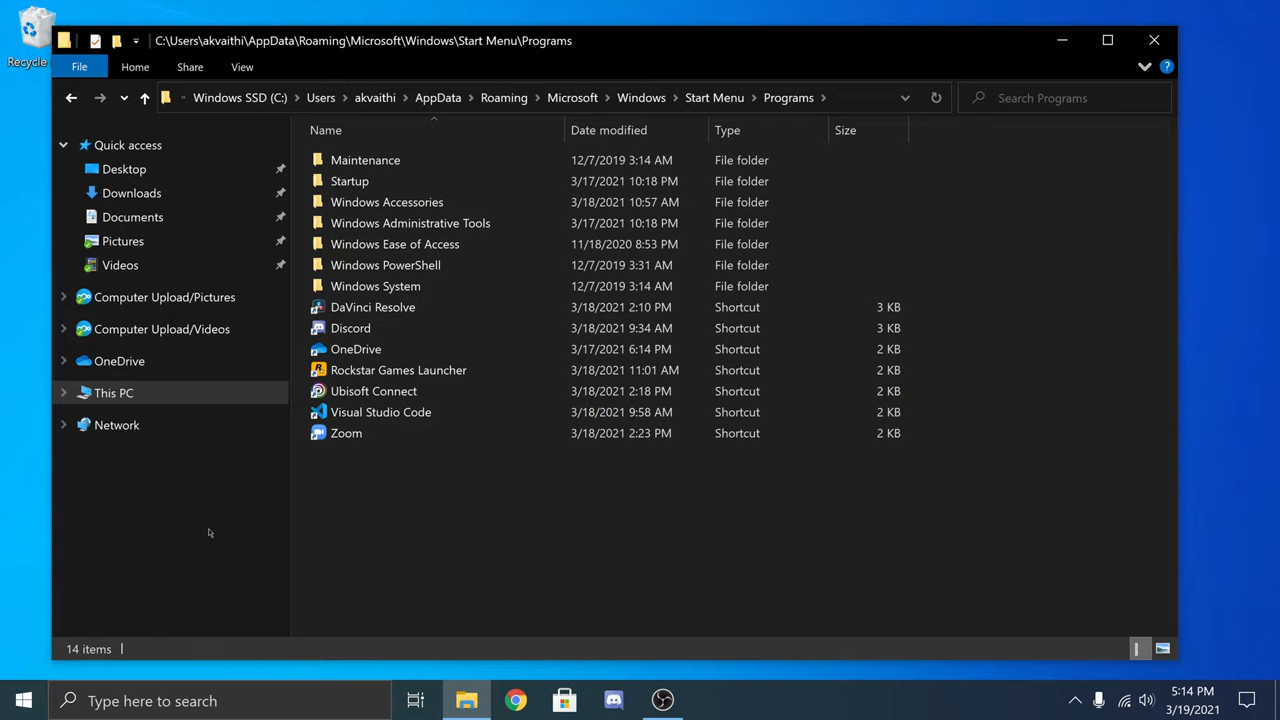 Recycle
C:\Users\akvaithi\AppData\Roaming\Microsoft\Windows\Start Menu\Programs
File Home Share View
Windows SSD (C:) Users akvaithi AppData Roaming Microsoft Windows Start Menu Programs Search Programs
Name Date modified Type Size
Quick access
Desktop
Downloads
Documents
Pictures
Videos
Computer Upload/Pictures
Computer Upload/Videos
OneDrive
This PC
Network
Maintenance 12/7/2019 3:14 AM File folder
Startup 3/17/2021 10:18 PM File folder
Windows Accessories 3/18/2021 10:57 AM File folder
Windows Administrative Tools 3/17/2021 10:18 PM File folder
Windows Ease of Access 11/18/2020 8:53 PM File folder
Windows PowerShell 12/7/2019 3:31 AM File folder
Windows System 12/7/2019 3:14 AM File folder
DaVinci Resolve 3/18/2021 2:10 PM Shortcut 3 KB
Discord 3/18/2021 9:34 AM Shortcut 3 KB
OneDrive 3/17/2021 6:14 PM Shortcut 2 KB
Rockstar Games Launcher 3/18/2021 11:01 AM Shortcut 2 KB
Ubisoft Connect 3/18/2021 2:18 PM Shortcut 2 KB
Visual Studio Code 3/18/2021 9:58 AM Shortcut 2 KB
Zoom 3/18/2021 2:23 PM Shortcut 2 KB
14 items
Type here to search
5:14 PM
3/19/2021